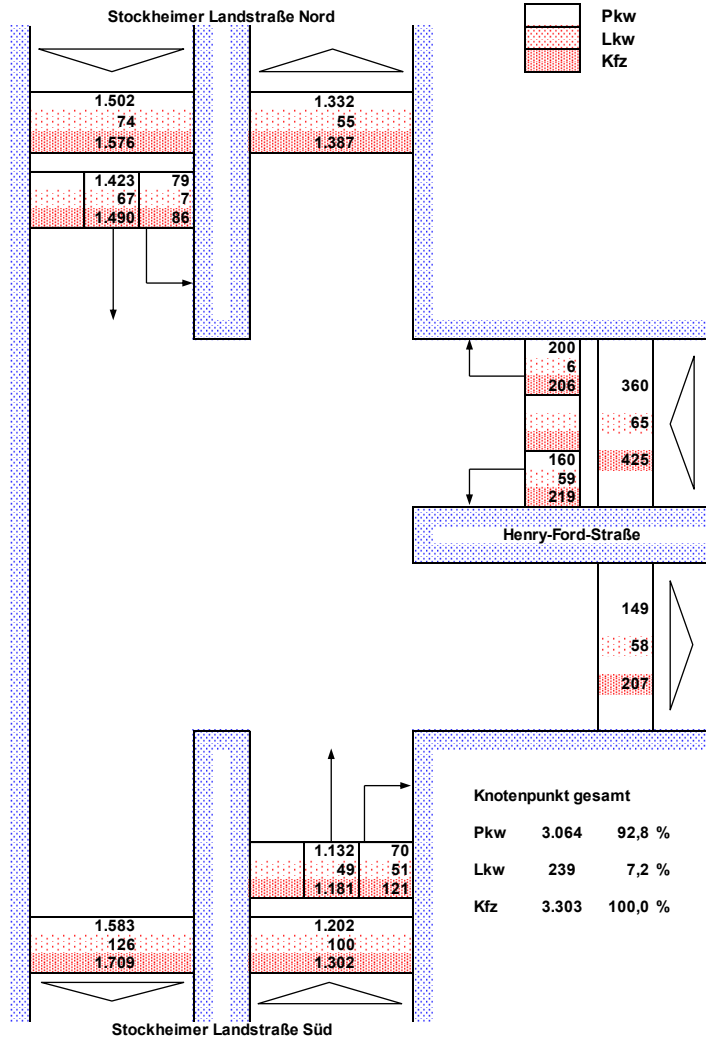 Stockheimer Landstraße Nord
Pkw
Lkw
Kfz
1.502 1.332
74 55
1.576 1.387
1.423 79
67 7
1.490 86
200
6
206
360
65
425
160
59
219
Henry-Ford-Straße
149
58
207
Knotenpunkt gesamt
Pkw 3.064 92,8 %
Lkw 239 7,2 %
Kfz 3.303 100,0 %
1.132 70
49 51
1.181 121
1.583 1.202
126 100
1.709 1.302
Stockheimer Landstraße Süd